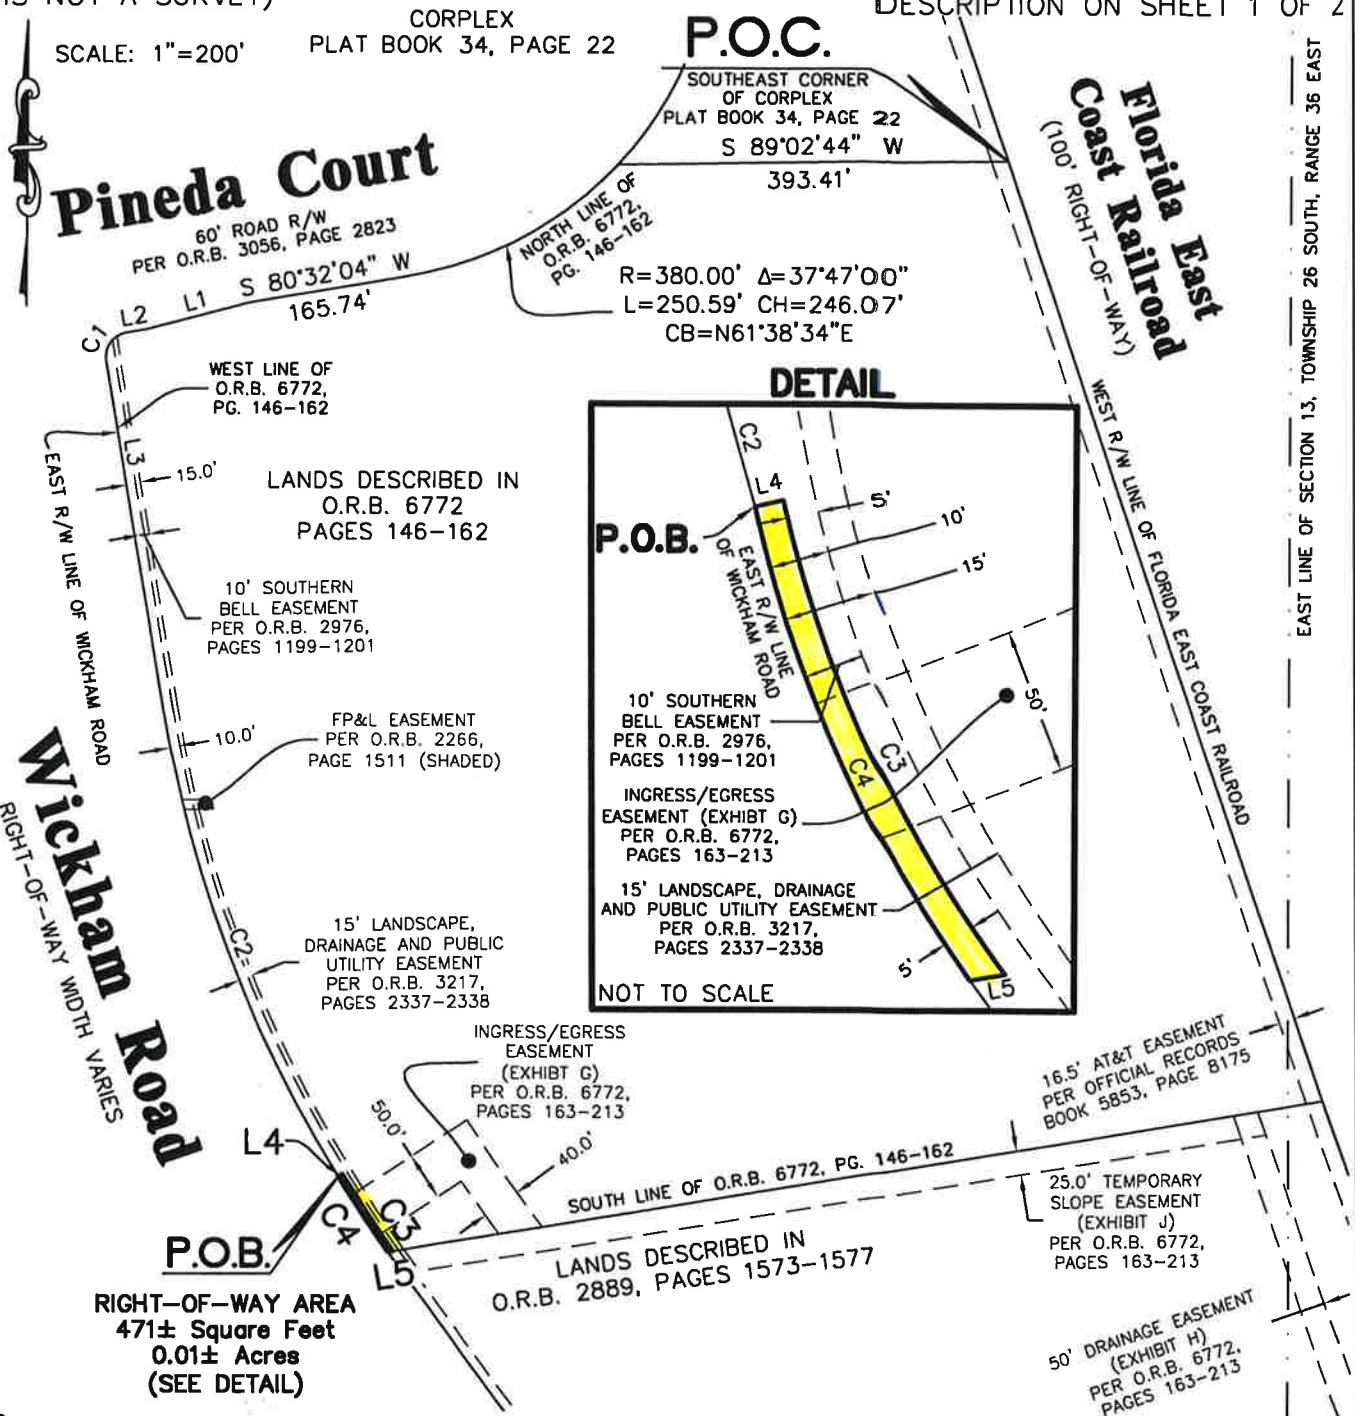 IS NOT A SURVEY)
DESCRIPTION ON SHEET 1 OF 2
SCALE: 1"=200'
CORPLEX
PLAT BOOK 34, PAGE 22
P.O.C.
SOUTHEAST CORNER
OF CORPLEX
PLAT BOOK 34, PAGE 22
S 89°02'44" W
393.41'
Florida East
Coast Railroad
(100' RIGHT-OF-WAY)
EAST LINE OF SECTION 13, TOWNSHIP 26 SOUTH, RANGE 36 EAST
Pineda Court
60' ROAD R/W
PER O.R.B. 3056, PAGE 2823
NORTH LINE OF
O.R.B. 6772,
PG. 146-162
C1
L2
L1
S 80°32'04" W
165.74'
R=380.00' Δ=37°47'00"
L=250.59' CH=246.07'
CB=N61°38'34"E
WEST LINE OF
O.R.B. 6772,
PG. 146-162
L3
15.0'
EAST R/W LINE OF WICKHAM ROAD
LANDS DESCRIBED IN
O.R.B. 6772
PAGES 146-162
10' SOUTHERN
BELL EASEMENT
PER O.R.B. 2976,
PAGES 1199-1201
10.0'
FP&L EASEMENT
PER O.R.B. 2266,
PAGE 1511 (SHADED)
Wickham Road
RIGHT-OF-WAY WIDTH VARIES
C2
15' LANDSCAPE,
DRAINAGE AND PUBLIC
UTILITY EASEMENT
PER O.R.B. 3217,
PAGES 2337-2338
DETAIL
C2
L4
P.O.B.
5'
10'
15'
EAST R/W LINE
OF WICKHAM ROAD
50'
10' SOUTHERN
BELL EASEMENT
PER O.R.B. 2976,
PAGES 1199-1201
C3
C4
INGRESS/EGRESS
EASEMENT (EXHIBIT G)
PER O.R.B. 6772,
PAGES 163-213
15' LANDSCAPE, DRAINAGE
AND PUBLIC UTILITY EASEMENT
PER O.R.B. 3217,
PAGES 2337-2338
5'
L5
NOT TO SCALE
WEST R/W LINE OF FLORIDA EAST COAST RAILROAD
INGRESS/EGRESS
EASEMENT
(EXHIBT G)
PER O.R.B. 6772,
PAGES 163-213
50.0'
40.0'
L4
C3
C4
P.O.B.
L5
RIGHT-OF-WAY AREA
471± Square Feet
0.01± Acres
(SEE DETAIL)
SOUTH LINE OF O.R.B. 6772, PG. 146-162
LANDS DESCRIBED IN
O.R.B. 2889, PAGES 1573-1577
16.5' AT&T EASEMENT
PER OFFICIAL RECORDS
BOOK 5853, PAGE 8175
25.0' TEMPORARY
SLOPE EASEMENT
(EXHIBIT J)
PER O.R.B. 6772,
PAGES 163-213
50' DRAINAGE EASEMENT
(EXHIBIT H)
PER O.R.B. 6772,
PAGES 163-213